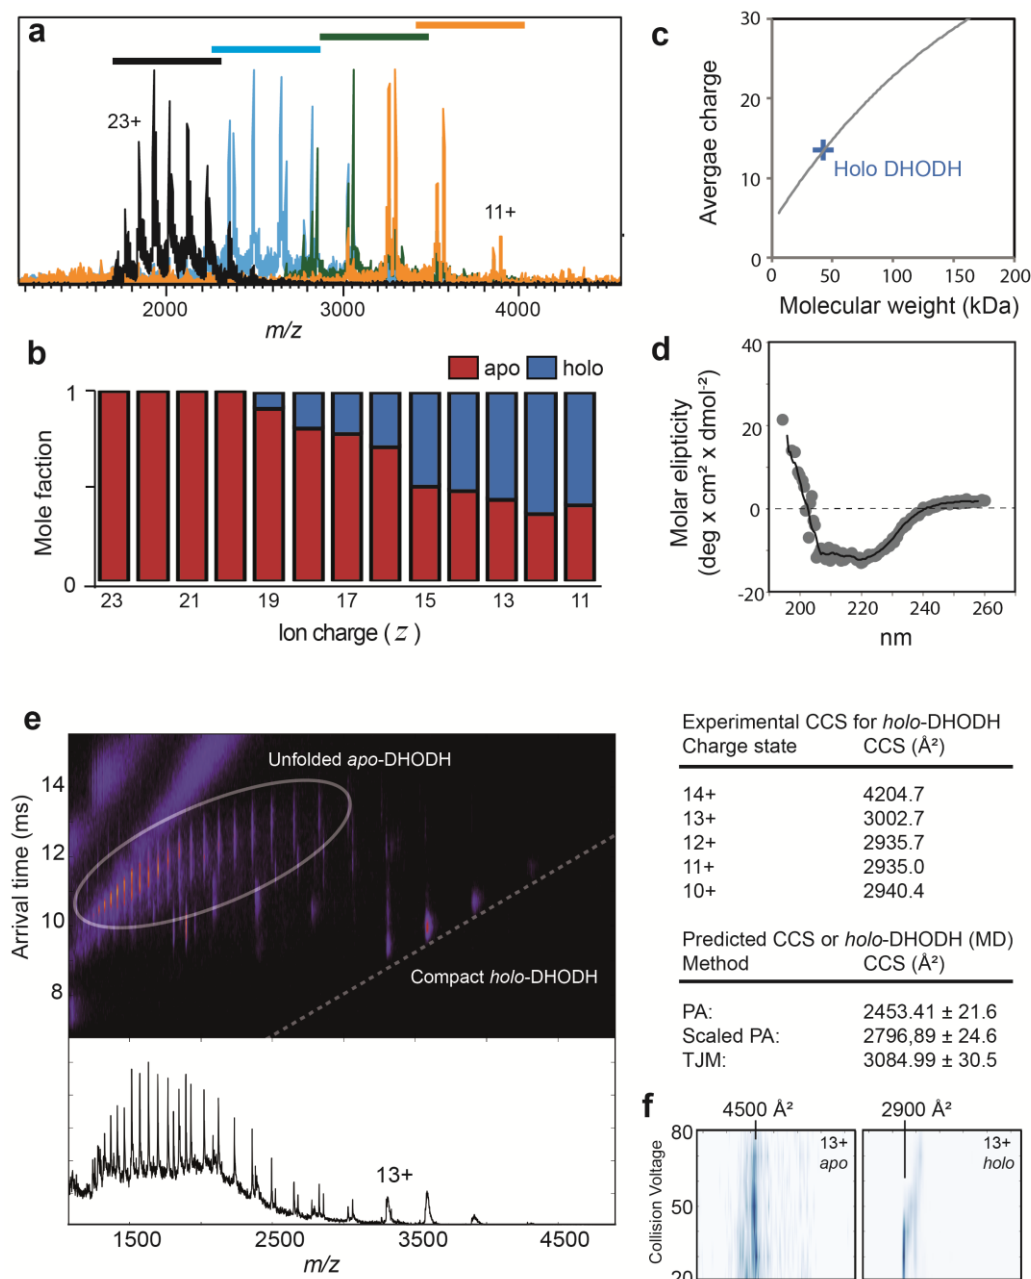 a
23+
11+
2000
3000
4000
m/z
b
apo
holo
1
0
Mole faction
23
21
19
17
15
13
11
Ion charge ( z )
c
30
20
10
0
Avergae charge
Holo DHODH
0
50
100
150
200
Molecular weight (kDa)
d
40
20
0
-20
Molar elipticity
(deg x cm² x dmol⁻²)
200
220
240
260
nm
e
Unfolded apo-DHODH
14
12
10
8
Arrival time (ms)
Compact holo-DHODH
13+
1500
2500
3500
4500
m/z
Experimental CCS for holo-DHODH
Charge state CCS (Å²)
14+ 4204.7
13+ 3002.7
12+ 2935.7
11+ 2935.0
10+ 2940.4
Predicted CCS or holo-DHODH (MD)
Method CCS (Å²)
PA: 2453.41 ± 21.6
Scaled PA: 2796,89 ± 24.6
TJM: 3084.99 ± 30.5
f
4500 Å²
2900 Å²
80
50
20
Collision Voltage
13+
apo
13+
holo